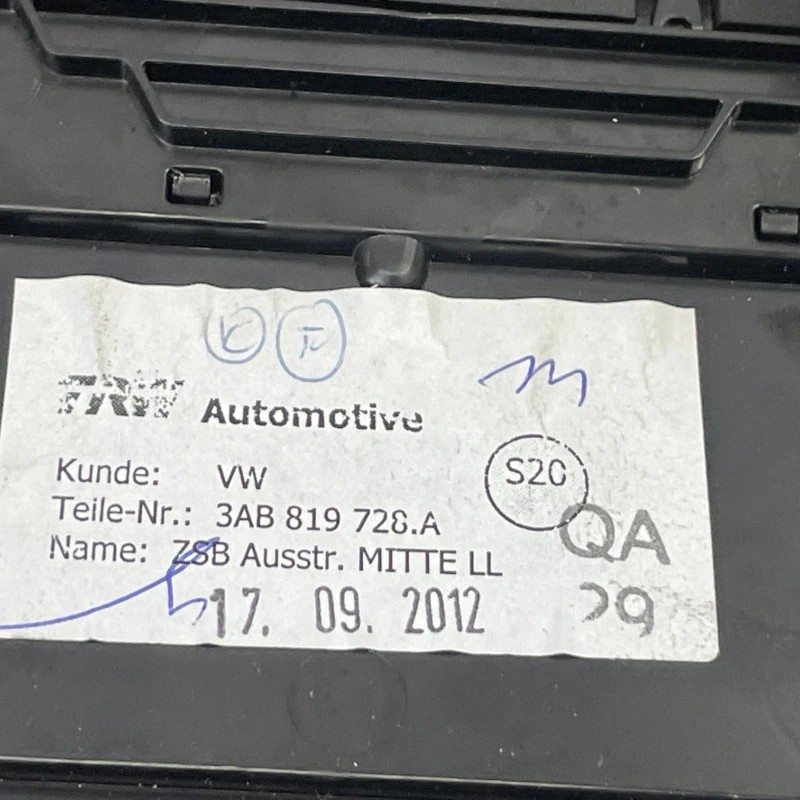 TRW Automotive
Kunde: VW
S20
Teile-Nr.: 3AB 819 728.A
QA
Name: ZSB Ausstr. MITTE LL
17. 09. 2012
29